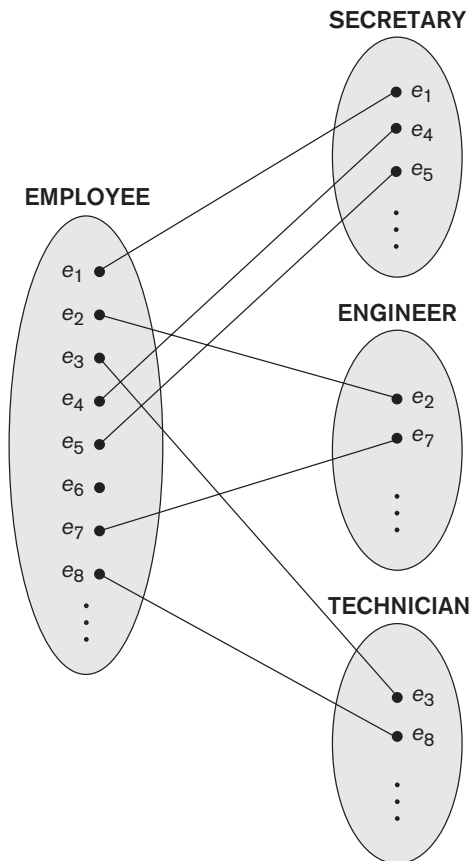 SECRETARY
e1
e4
e5
EMPLOYEE
e1
e2
e3
e4
e5
e6
e7
e8
ENGINEER
e2
e7
TECHNICIAN
e3
e8